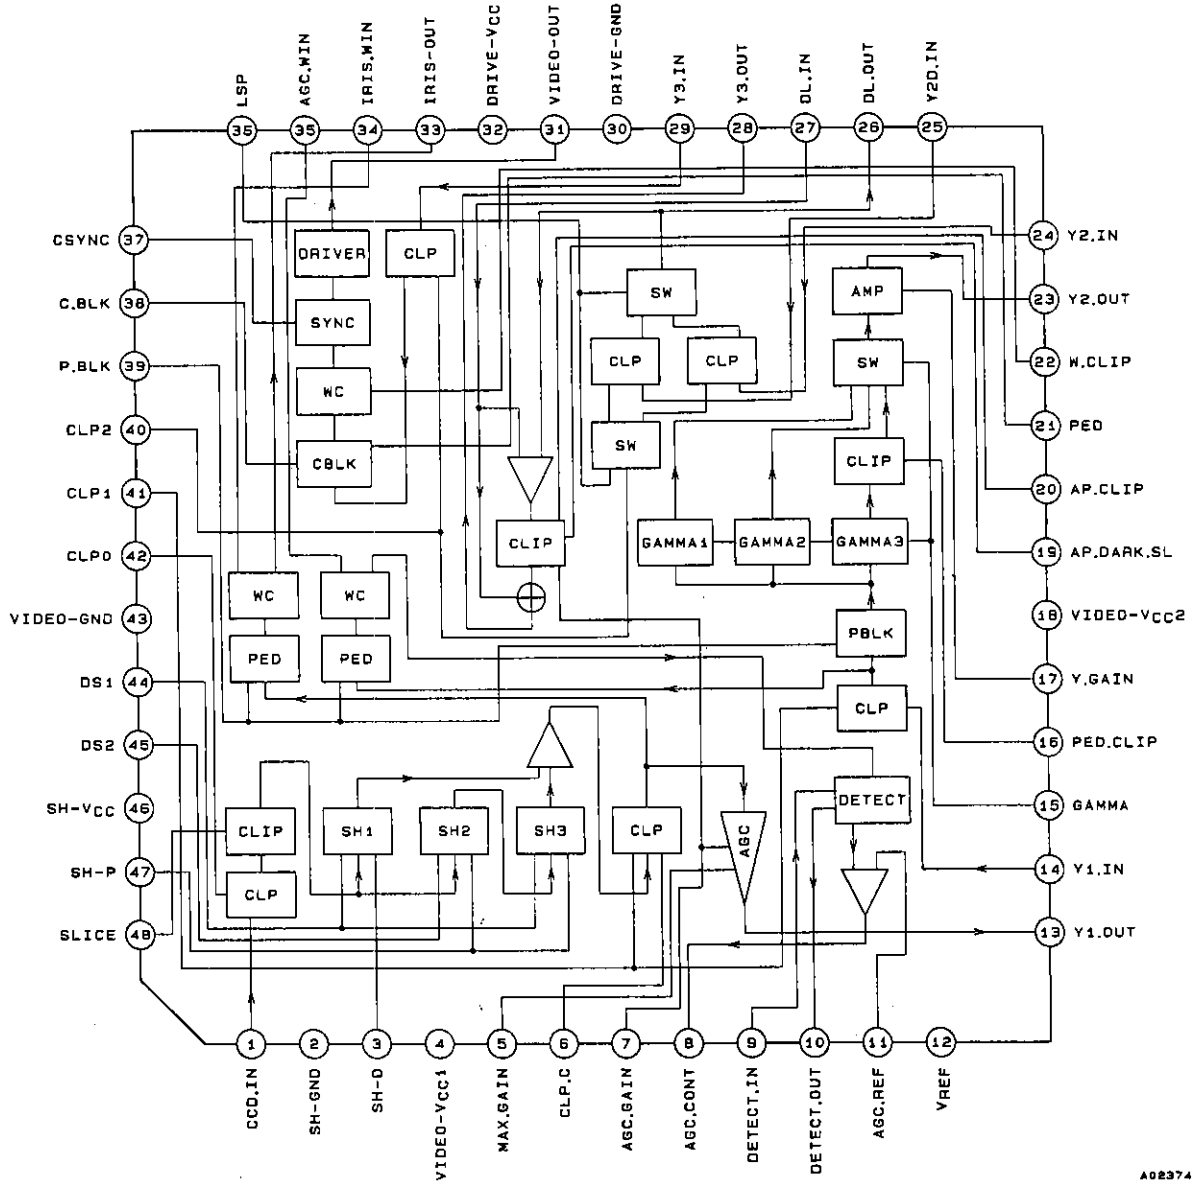 LSP
AGC.WIN
IRIS.WIN
IRIS-OUT
DRIVE-VCC
VIDEO-OUT
DRIVE-GND
Y3.IN
Y3.OUT
DL.IN
DL.OUT
Y2D.IN
36
35
34
33
32
31
30
29
28
27
26
25
CSYNC 37
24 Y2.IN
DRIVER
CLP
SW
AMP
C.BLK 38
23 Y2.OUT
SYNC
P.BLK 39
CLP
CLP
SW
22 W.CLIP
WC
CLP2 40
21 PED
CBLK
SW
CLIP
CLP1 41
20 AP.CLIP
CLIP
GAMMA1
GAMMA2
GAMMA3
CLP0 42
19 AP.DARK.SL
WC
WC
VIDEO-GND 43
18 VIDEO-VCC2
PED
PED
PBLK
DS1 44
17 Y.GAIN
CLP
DS2 45
16 PED.CLIP
DETECT
SH-VCC 46
15 GAMMA
CLIP
SH1
SH2
SH3
CLP
AGC
SH-P 47
14 Y1.IN
CLP
SLICE 48
13 Y1.OUT
1
2
3
4
5
6
7
8
9
10
11
12
CCD.IN
SH-GND
SH-D
VIDEO-VCC1
MAX.GAIN
CLP.C
AGC.GAIN
AGC.CONT
DETECT.IN
DETECT.OUT
AGC.REF
VREF
A02374